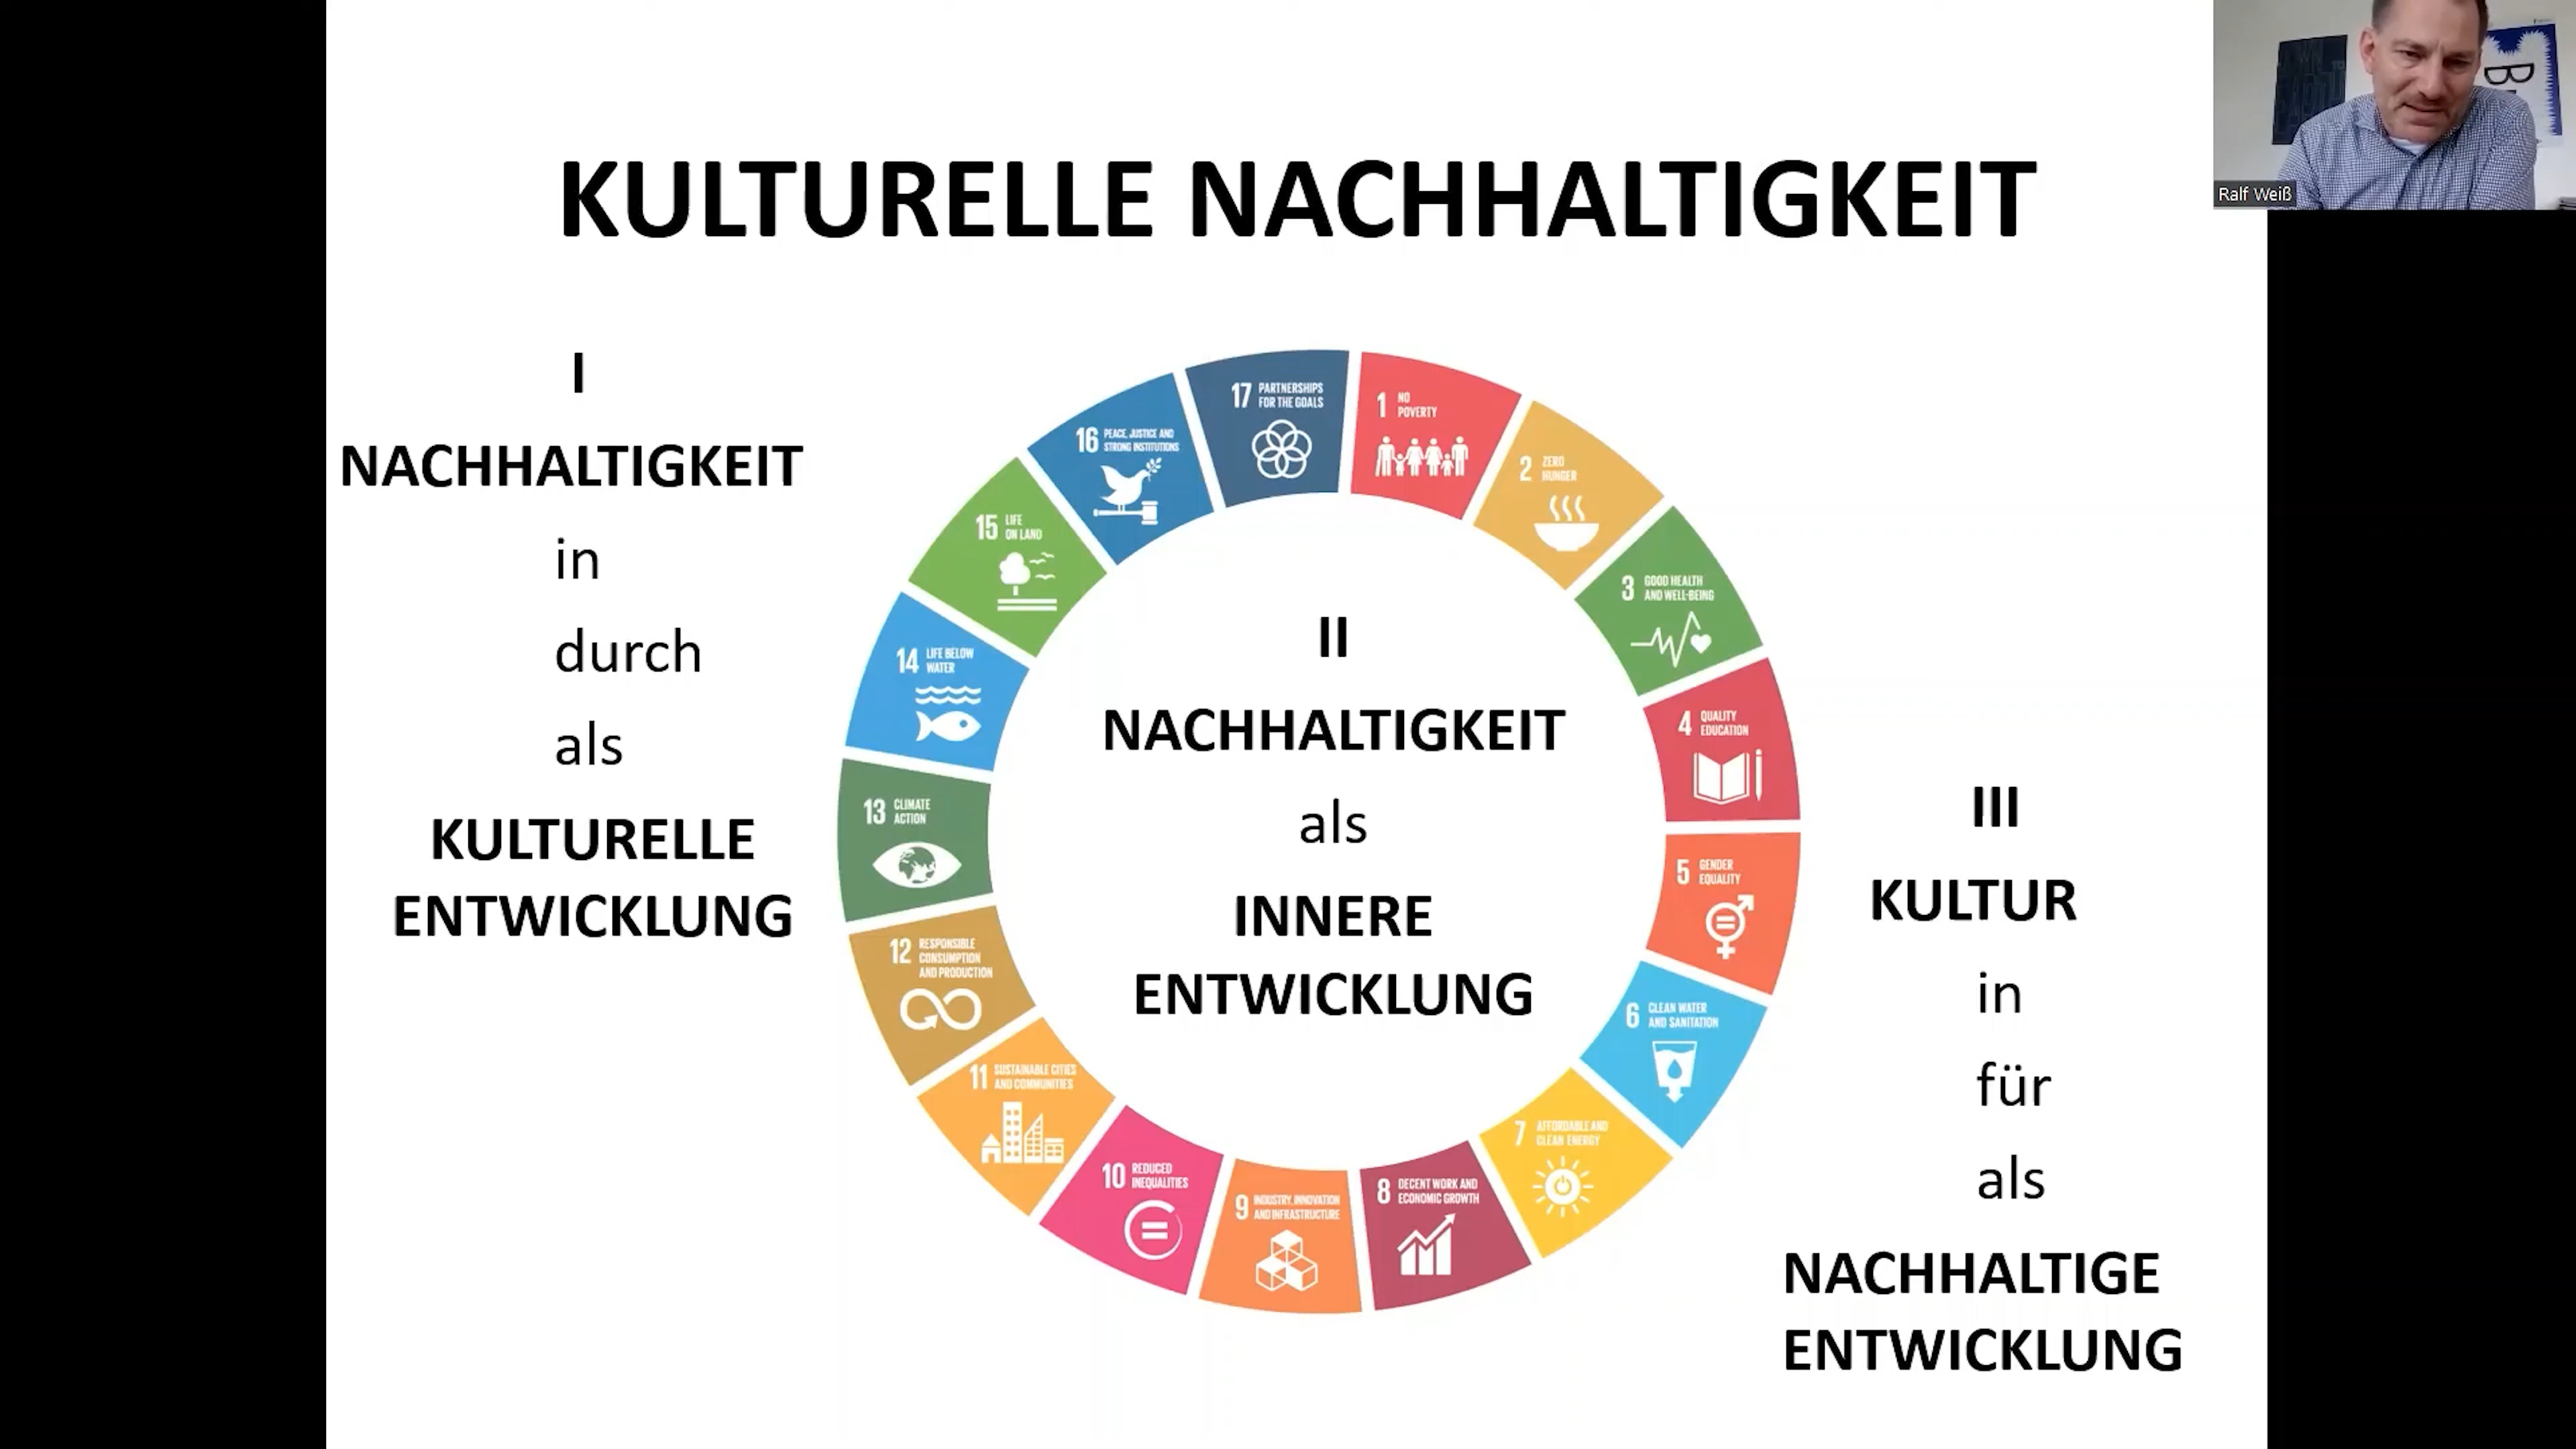 KULTURELLE NACHHALTIGKEIT
Ralf Weiß
I
NACHHALTIGKEIT
in
durch
als
KULTURELLE
ENTWICKLUNG
II
NACHHALTIGKEIT
als
INNERE
ENTWICKLUNG
III
KULTUR
in
für
als
NACHHALTIGE
ENTWICKLUNG
1 NO
POVERTY
2 ZERO
HUNGER
3 GOOD HEALTH
AND WELL-BEING
4 QUALITY
EDUCATION
5 GENDER
EQUALITY
6 CLEAN WATER
AND SANITATION
7 AFFORDABLE AND
CLEAN ENERGY
8 DECENT WORK AND
ECONOMIC GROWTH
9 INDUSTRY, INNOVATION
AND INFRASTRUCTURE
10 REDUCED
INEQUALITIES
11 SUSTAINABLE CITIES
AND COMMUNITIES
12 RESPONSIBLE
CONSUMPTION
AND PRODUCTION
13 CLIMATE
ACTION
14 LIFE BELOW
WATER
15 LIFE
ON LAND
16 PEACE, JUSTICE AND
STRONG INSTITUTIONS
17 PARTNERSHIPS
FOR THE GOALS